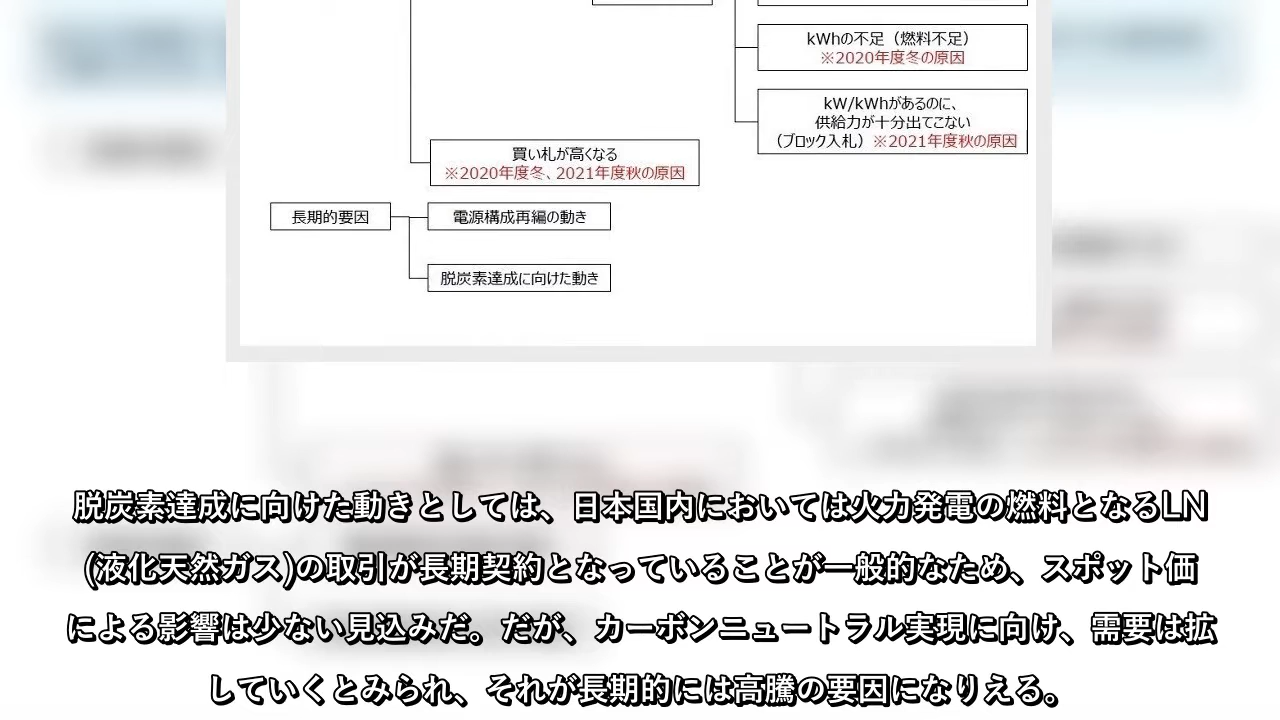 kWhの不足（燃料不足）
※2020年度冬の原因
kW/kWhがあるのに、
供給力が十分出てこない
（ブロック入札）※2021年度秋の原因
買い札が高くなる
※2020年度冬、2021年度秋の原因
長期的要因
電源構成再編の動き
脱炭素達成に向けた動き
脱炭素達成に向けた動きとしては、日本国内においては火力発電の燃料となるLN
(液化天然ガス)の取引が長期契約となっていることが一般的なため、スポット価
による影響は少ない見込みだ。だが、カーボンニュートラル実現に向け、需要は拡
していくとみられ、それが長期的には高騰の要因になりえる。